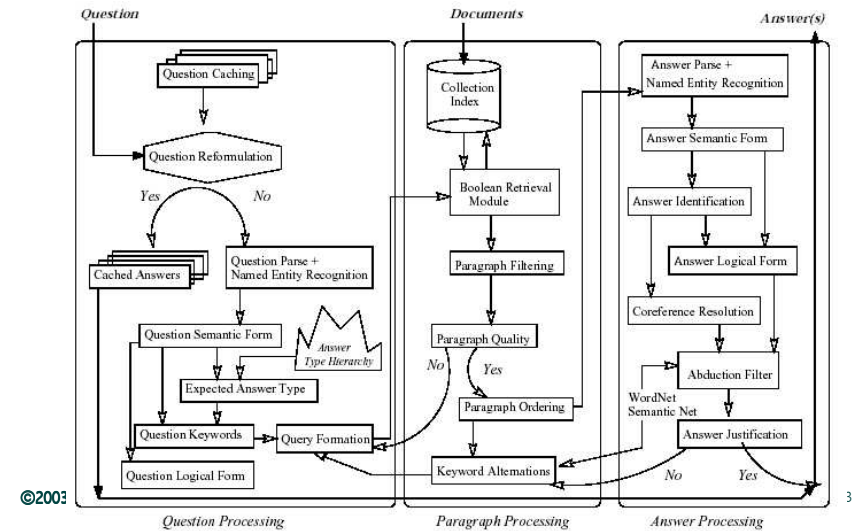 Question
Documents
Answer(s)
Question Caching
Question Reformulation
Yes
No
Cached Answers
Question Parse +
Named Entity Recognition
Question Semantic Form
Answer
Type Hierarchy
Expected Answer Type
Question Keywords
Query Formation
Question Logical Form
Question Processing
Collection
Index
Boolean Retrieval
Module
Paragraph Filtering
Paragraph Quality
No
Yes
Paragraph Ordering
Keyword Alternations
Paragraph Processing
Answer Parse +
Named Entity Recognition
Answer Semantic Form
Answer Identification
Answer Logical Form
Coreference Resolution
Abduction Filter
WordNet
Semantic Net
Answer Justification
No
Yes
Answer Processing
©2003
3